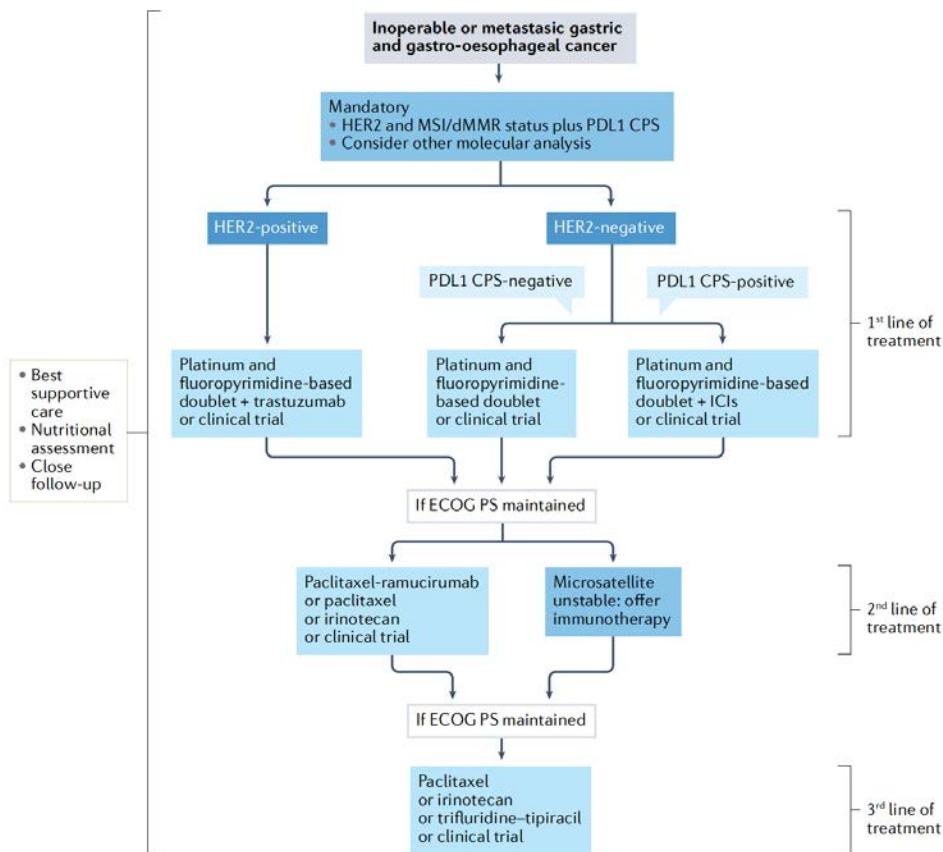 Inoperable or metastasic gastric
and gastro-oesophageal cancer
Mandatory
• HER2 and MSI/dMMR status plus PDL1 CPS
• Consider other molecular analysis
HER2-positive
HER2-negative
PDL1 CPS-negative
PDL1 CPS-positive
1st line of
treatment
Platinum and
fluoropyrimidine-based
doublet + trastuzumab
or clinical trial
Platinum and
fluoropyrimidine-
based doublet
or clinical trial
Platinum and
fluoropyrimidine-based
doublet + ICIs
or clinical trial
• Best
supportive
care
• Nutritional
assessment
• Close
follow-up
If ECOG PS maintained
Paclitaxel-ramucirumab
or paclitaxel
or irinotecan
or clinical trial
Microsatellite
unstable: offer
immunotherapy
2nd line of
treatment
If ECOG PS maintained
Paclitaxel
or irinotecan
or trifluridine–tipiracil
or clinical trial
3rd line of
treatment